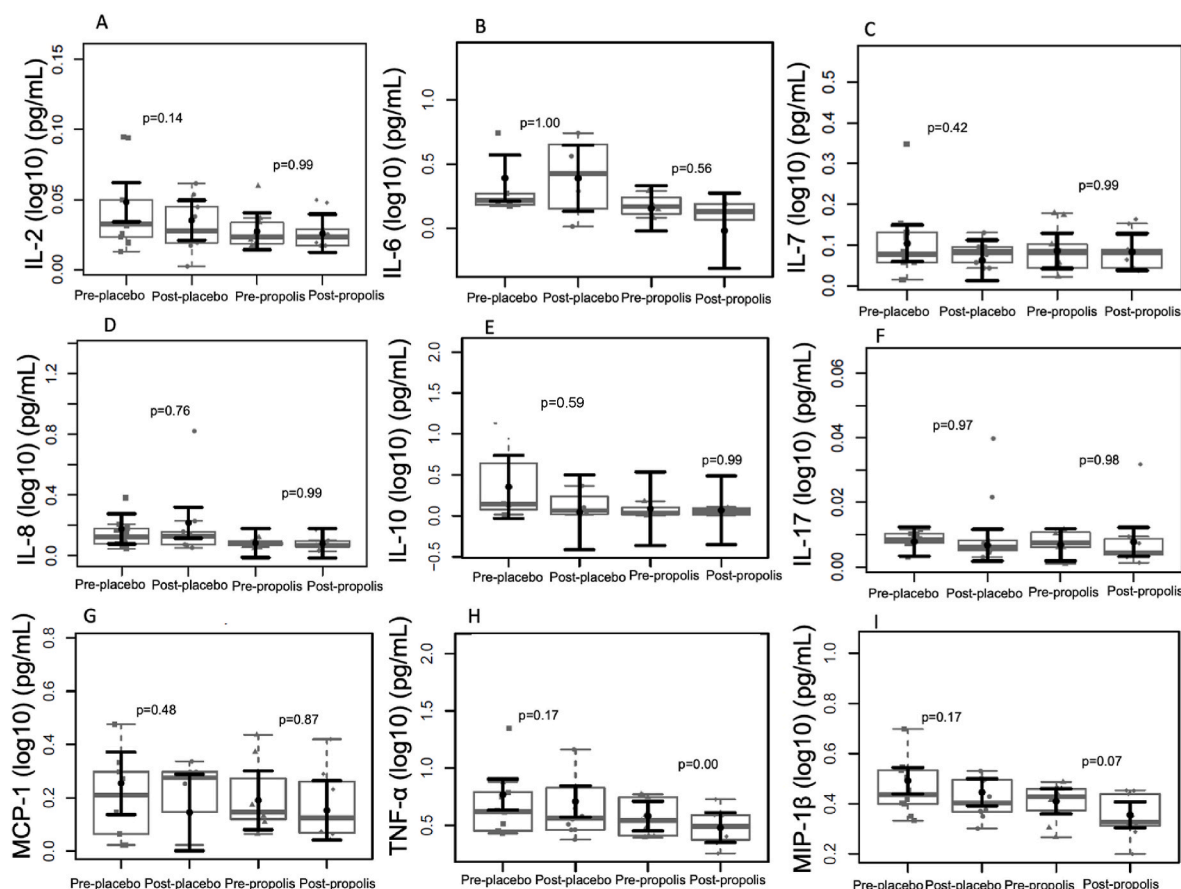 A
IL-2 (log10) (pg/mL)
0.15
0.10
0.005
0.00
p=0.14
p=0.99
Pre-placebo Post-placebo Pre-propolis Post-propolis
B
IL-6 (log10) (pg/mL)
1.0
0.5
0.0
p=1.00
p=0.56
Pre-placebo Post-placebo Pre-propolis Post-propolis
C
IL-7 (log10) (pg/mL)
0.5
0.4
0.3
0.2
0.1
0.0
p=0.42
p=0.99
Pre-placebo Post-placebo Pre-propolis Post-propolis
D
IL-8 (log10) (pg/mL)
1.2
0.8
0.4
0.0
p=0.76
p=0.99
Pre-placebo Post-placebo Pre-propolis Post-propolis
E
IL-10 (log10) (pg/mL)
2.0
1.5
1.0
0.5
0.0
−0.5
p=0.59
p=0.99
Pre-placebo Post-placebo Pre-propolis Post-propolis
F
IL-17 (log10) (pg/mL)
0.06
0.04
0.02
0.00
p=0.97
p=0.98
Pre-placebo Post-placebo Pre-propolis Post-propolis
G
MCP-1 (log10) (pg/mL)
0.8
0.6
0.4
0.2
0.0
p=0.48
p=0.87
Pre-placebo Post-placebo Pre-propolis Post-propolis
H
TNF-α (log10) (pg/mL)
2.0
1.5
1.0
0.5
p=0.17
p=0.00
Pre-placebo Post-placebo Pre-propolis Post-propolis
I
MIP-1β (log10) (pg/mL)
1.0
0.8
0.6
0.4
0.2
p=0.17
p=0.07
Pre-placebo Post-placebo Pre-propolis Post-propolis